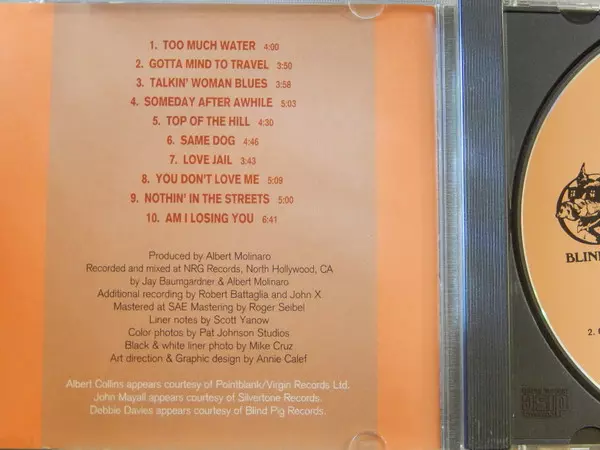 1. TOO MUCH WATER 4:00
2. GOTTA MIND TO TRAVEL 3:50
3. TALKIN' WOMAN BLUES 3:58
4. SOMEDAY AFTER AWHILE 5:03
5. TOP OF THE HILL 4:30
6. SAME DOG 4:46
7. LOVE JAIL 3:43
8. YOU DON'T LOVE ME 5:09
9. NOTHIN' IN THE STREETS 5:00
10. AM I LOSING YOU 6:41
Produced by Albert Molinaro
Recorded and mixed at NRG Records, North Hollywood, CA
by Jay Baumgardner & Albert Molinaro
Additional recording by Robert Battaglia and John X
Mastered at SAE Mastering by Roger Seibel
Liner notes by Scott Yanow
Color photos by Pat Johnson Studios
Black & white liner photo by Mike Cruz
Art direction & Graphic design by Annie Calef
Albert Collins appears courtesy of Pointblank/Virgin Records Ltd.
John Mayall appears courtesy of Silvertone Records.
Debbie Davies appears courtesy of Blind Pig Records.
BLIND
2.